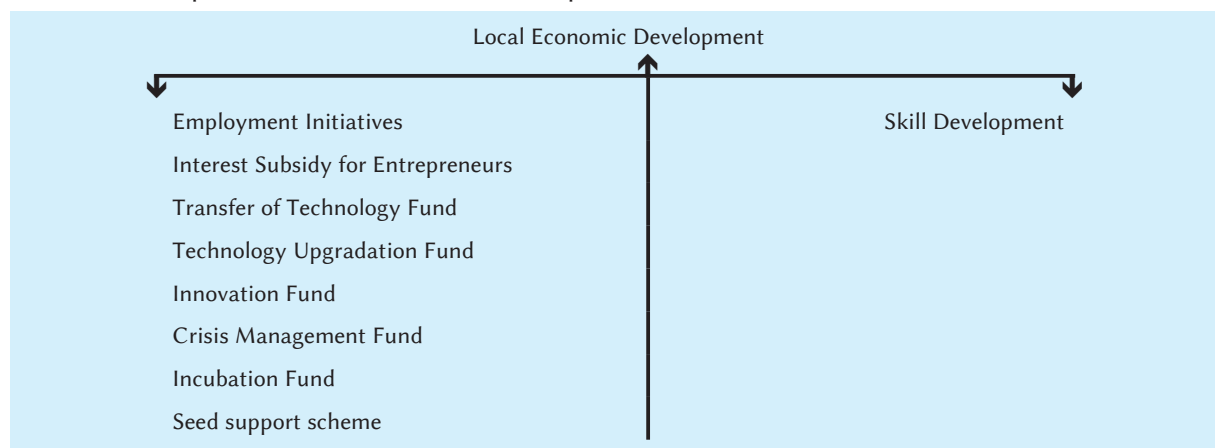 Local Economic Development
Employment Initiatives
Skill Development
Interest Subsidy for Entrepreneurs
Transfer of Technology Fund
Technology Upgradation Fund
Innovation Fund
Crisis Management Fund
Incubation Fund
Seed support scheme